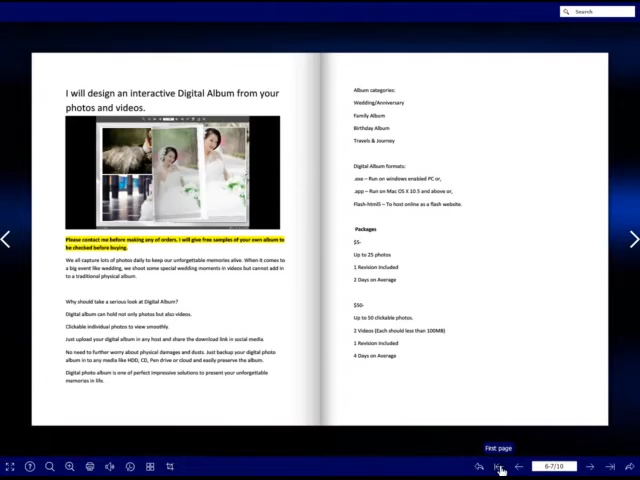 Search
I will design an interactive Digital Album from your
photos and videos.
Please contact me before making any of orders. I will give free samples of your own album to
be checked before buying.
We all capture lots of photos daily to keep our unforgettable memories alive. When it comes to
a big event like wedding, we shoot some special wedding moments in videos but cannot add in
to a traditional physical album.
Why should take a serious look at Digital Album?
Digital album can hold not only photos but also videos.
Clickable individual photos to view smoothly.
Just upload your digital album in any host and share the download link in social media
No need to further worry about physical damages and dusts. Just backup your digital photo
album in to any media like HDD, CD, Pen drive or cloud and easily preserve the album.
Digital photo album is one of perfect impressive solutions to present your unforgettable
memories in life.
Album categories:
Wedding/Anniversary
Family Album
Birthday Album
Travels & Journey
Digital Album formats:
.exe – Run on windows enabled PC or,
.app – Run on Mac OS X 10.5 and above or,
Flash-html5 – To host online as a flash website.
Packages
$5-
Up to 25 photos
1 Revision Included
2 Days on Average
$50-
Up to 50 clickable photos.
2 Videos (Each should less than 100MB)
1 Revision Included
4 Days on Average
First page
6-7/10